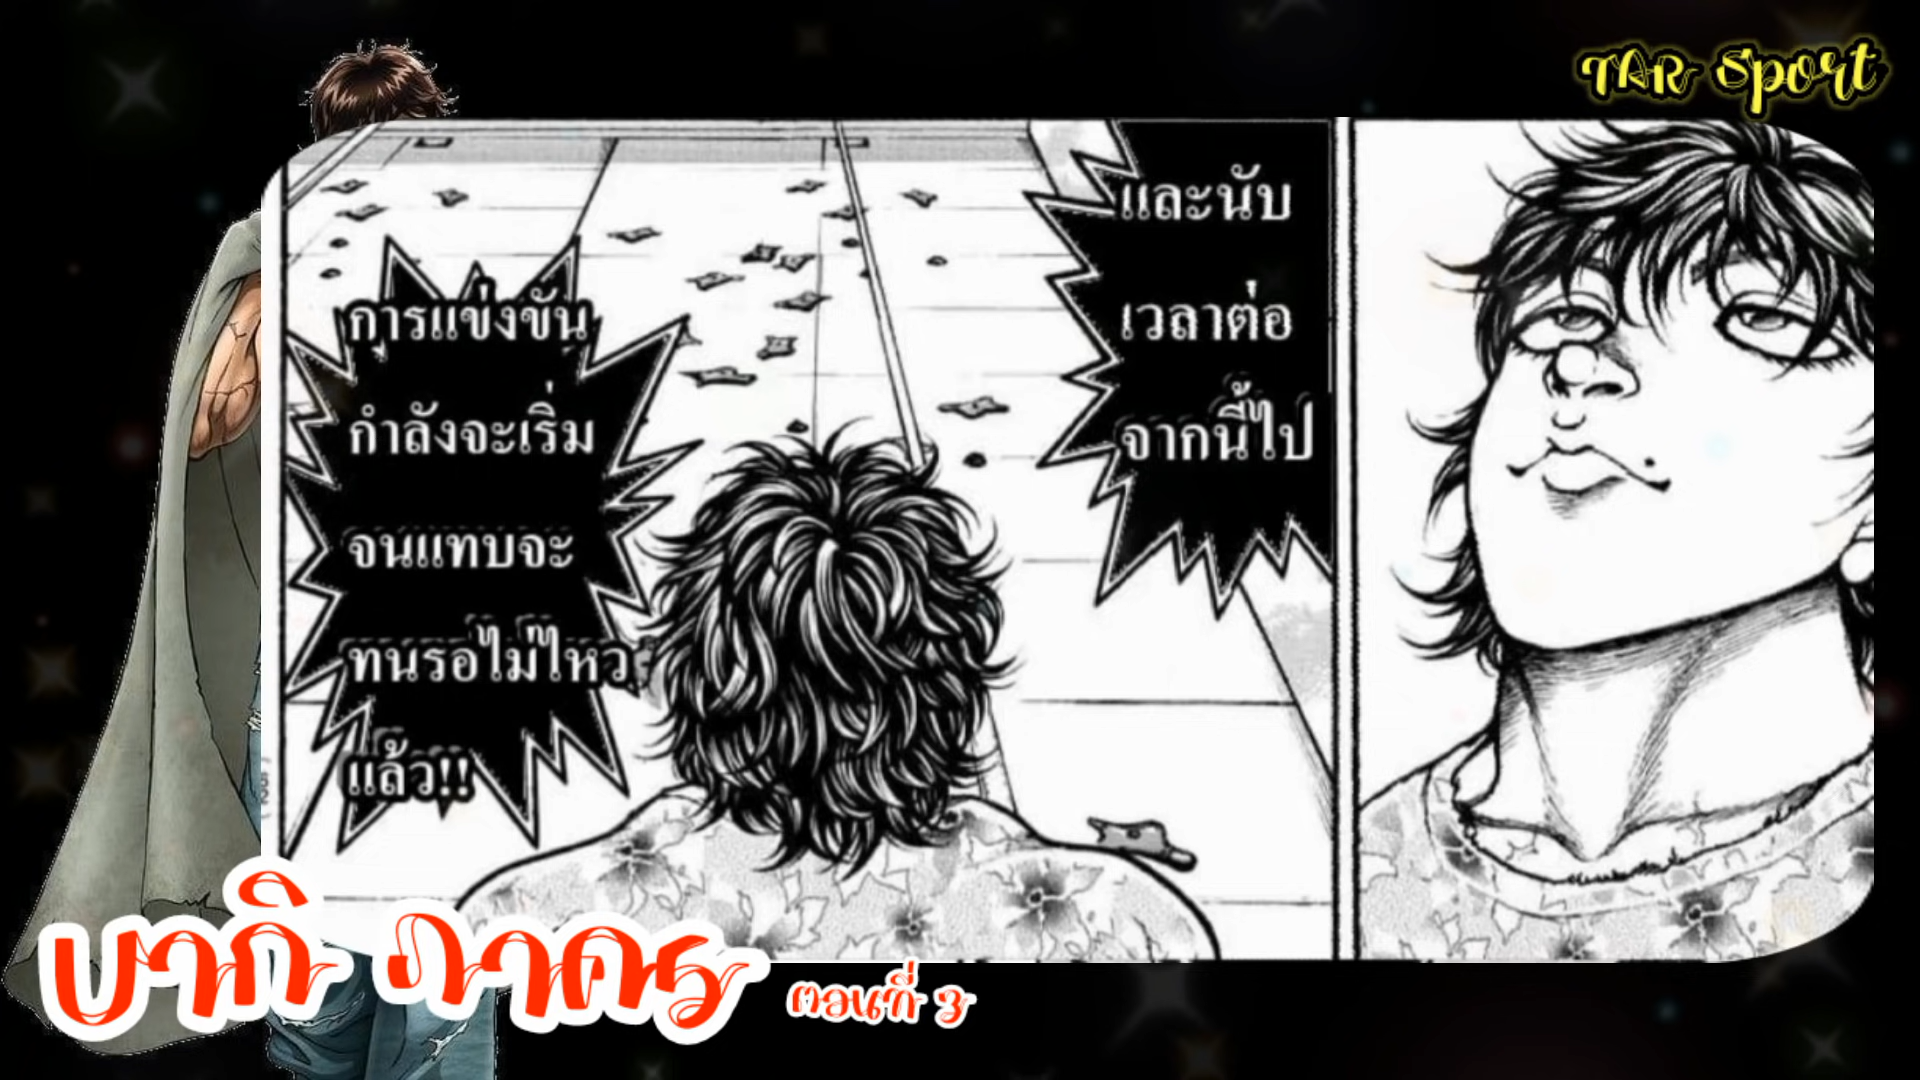 TAR Sport
การแข่งขัน
กำลังจะเริ่ม
จนแทบจะ
ทนรอไม่ไหว
แล้ว!!
และนับ
เวลาต่อ
จากนี้ไป
บากิ ภาค5
ตอนที่ 3